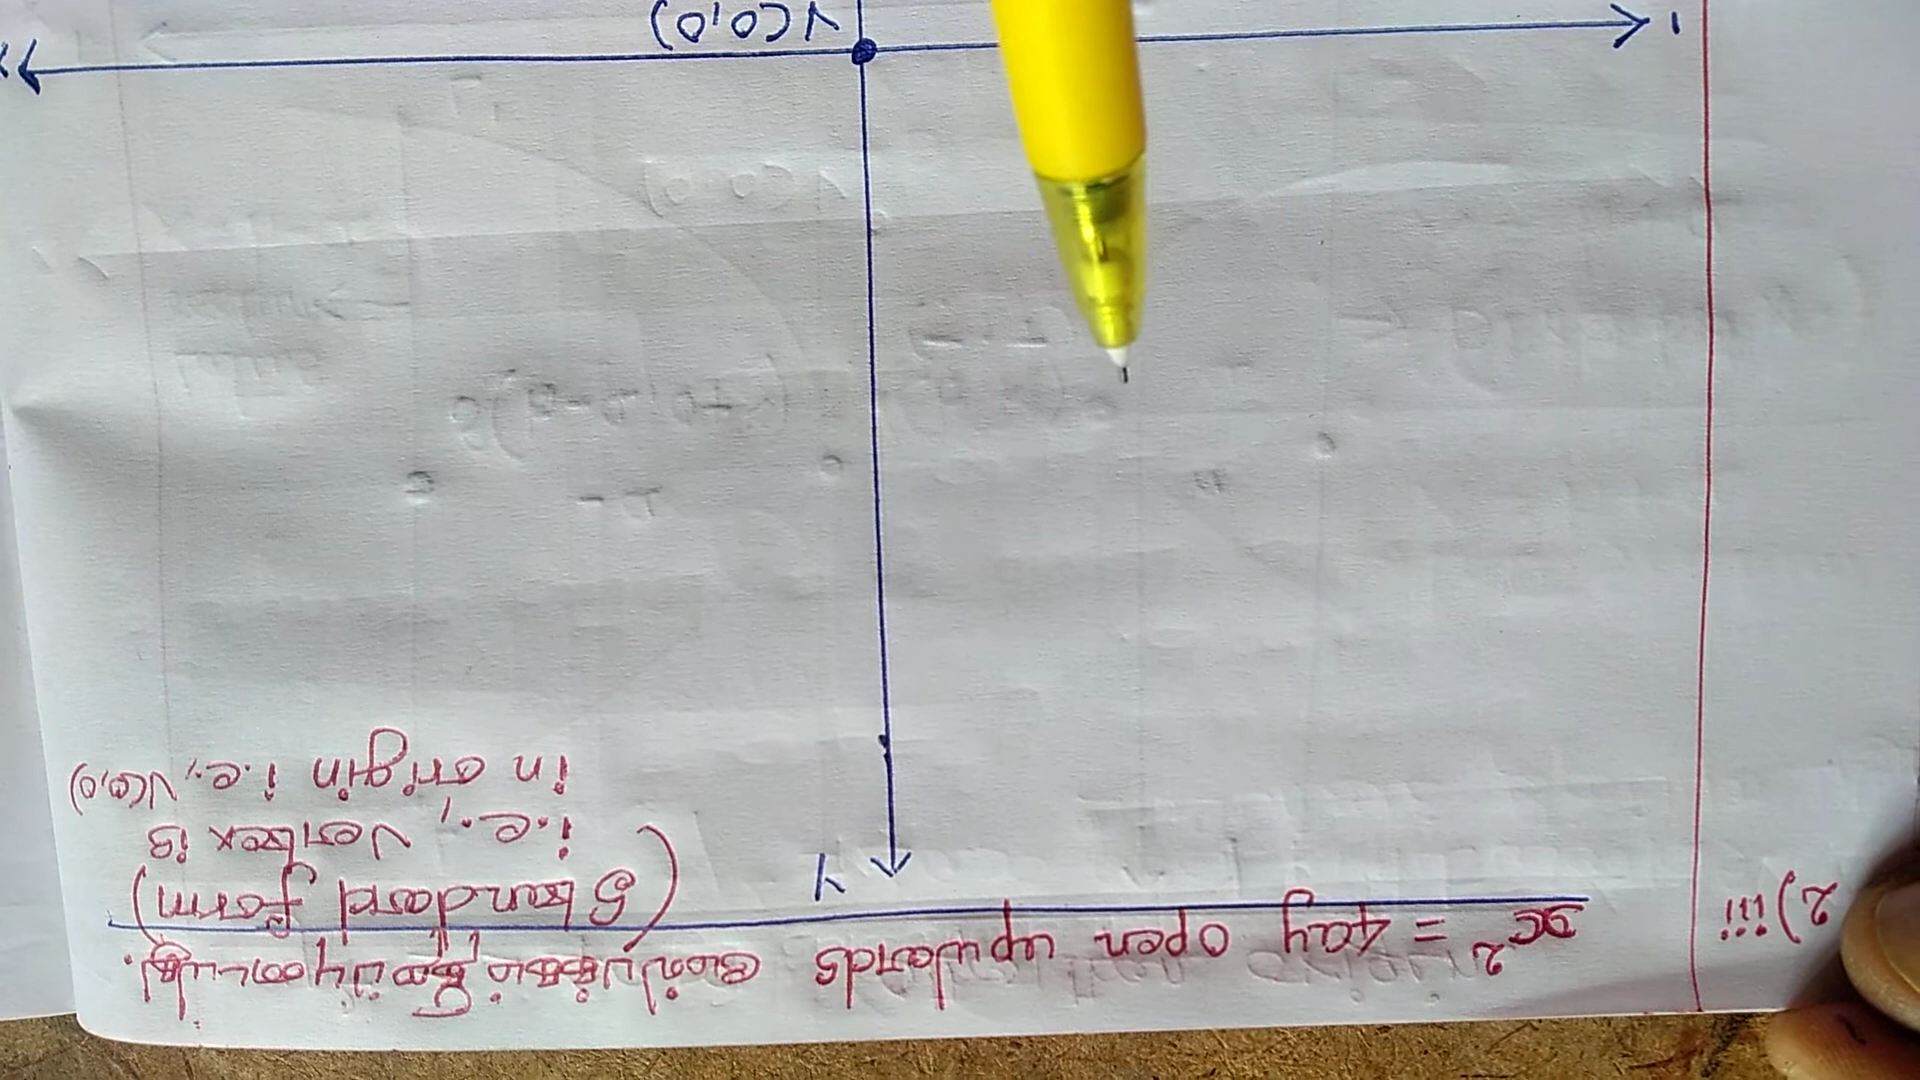 2) iii
x² = 4ay open upwards
(Standard form)
i.e., Vertex is
in origin i.e., V(0,0)
Y
V(0,0)